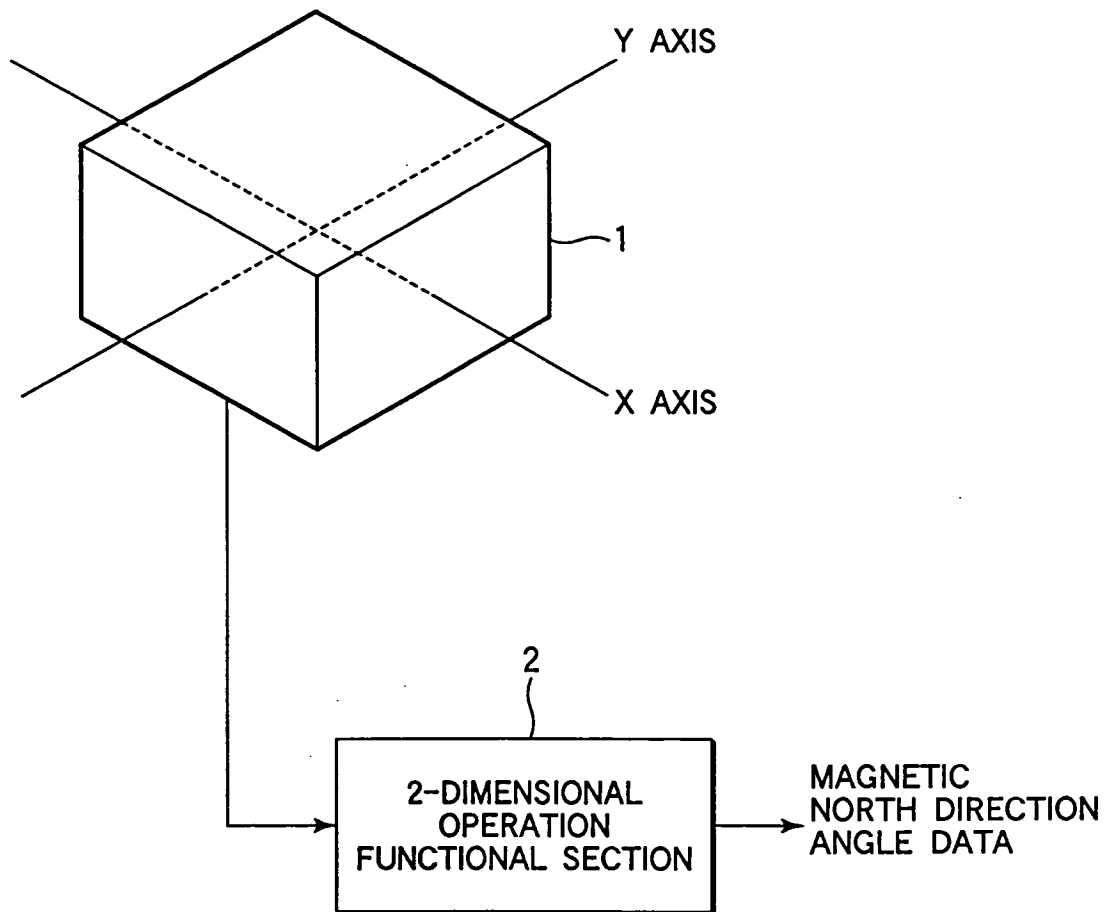 Y AXIS
1
X AXIS
2
2-DIMENSIONAL
OPERATION
FUNCTIONAL SECTION
MAGNETIC
NORTH DIRECTION
ANGLE DATA